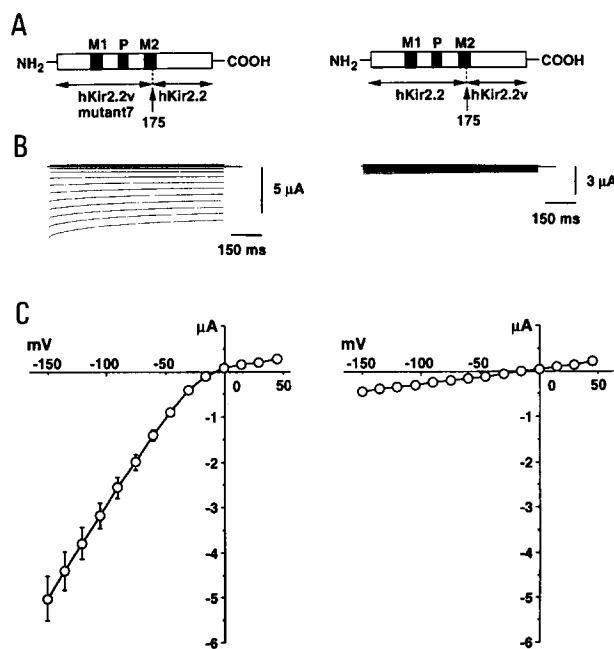 A
M1 P M2
NH2 COOH
hKir2.2v hKir2.2
mutant7
175
M1 P M2
NH2 COOH
hKir2.2 hKir2.2v
175
B
5 µA
150 ms
3 µA
150 ms
C
µA
mV
-150 -100 -50 0 50
-1
-2
-3
-4
-5
-6
µA
mV
-150 -100 -50 0 50
-1
-2
-3
-4
-5
-6